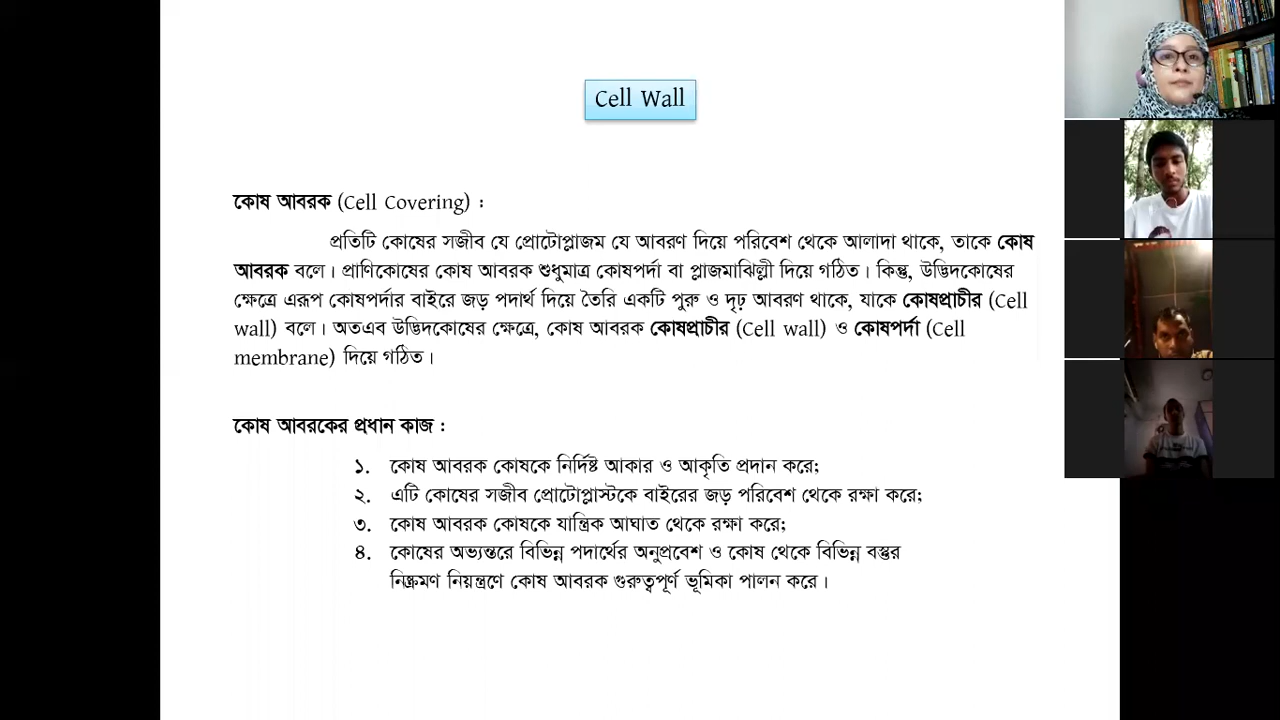 Cell Wall
কোষ আবরক (Cell Covering) :
প্রতিটি কোষের সজীব যে প্রোটোপ্লাজম যে আবরণ দিয়ে পরিবেশ থেকে আলাদা থাকে, তাকে কোষ
আবরক বলে। প্রাণিকোষের কোষ আবরক শুধুমাত্র কোষপর্দা বা প্লাজমাঝিল্লী দিয়ে গঠিত। কিন্তু, উদ্ভিদকোষের
ক্ষেত্রে এরূপ কোষপর্দার বাইরে জড় পদার্থ দিয়ে তৈরি একটি পুরু ও দৃঢ় আবরণ থাকে, যাকে কোষপ্রাচীর (Cell
wall) বলে। অতএব উদ্ভিদকোষের ক্ষেত্রে, কোষ আবরক কোষপ্রাচীর (Cell wall) ও কোষপর্দা (Cell
membrane) দিয়ে গঠিত।
কোষ আবরকের প্রধান কাজ :
১. কোষ আবরক কোষকে নির্দিষ্ট আকার ও আকৃতি প্রদান করে;
২. এটি কোষের সজীব প্রোটোপ্লাস্টকে বাইরের জড় পরিবেশ থেকে রক্ষা করে;
৩. কোষ আবরক কোষকে যান্ত্রিক আঘাত থেকে রক্ষা করে;
৪. কোষের অভ্যন্তরে বিভিন্ন পদার্থের অনুপ্রবেশ ও কোষ থেকে বিভিন্ন বস্তুর
নিষ্ক্রমণ নিয়ন্ত্রণে কোষ আবরক গুরুত্বপূর্ণ ভূমিকা পালন করে।